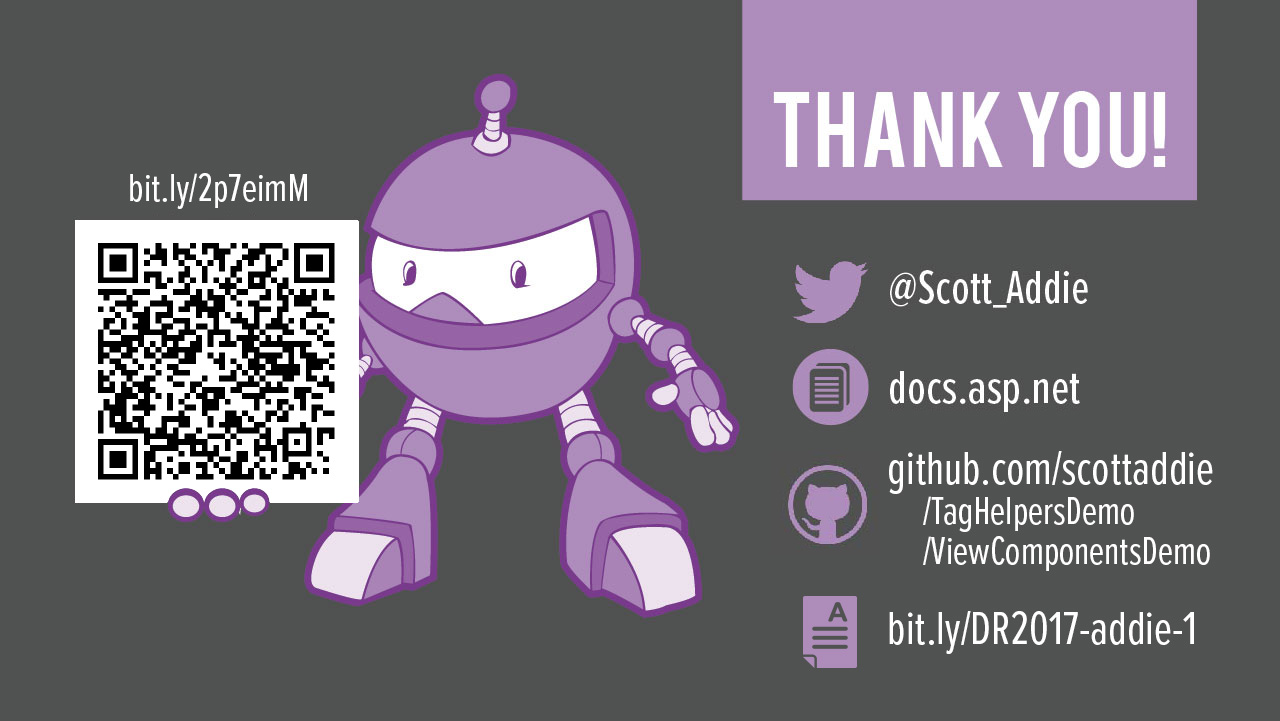 bit.ly/2p7eimM
THANK YOU!
@Scott_Addie
docs.asp.net
github.com/scottaddie
/TagHelpersDemo
/ViewComponentsDemo
A
bit.ly/DR2017-addie-1